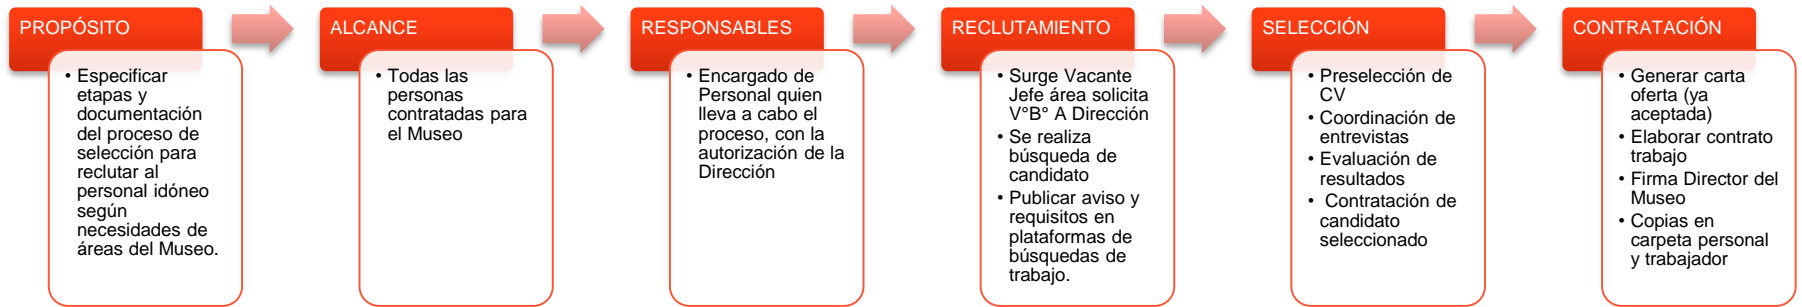 PROPÓSITO
• Especificar
etapas y
documentación
del proceso de
selección para
reclutar al
personal idóneo
según
necesidades de
áreas del Museo.
ALCANCE
• Todas las
personas
contratadas para
el Museo
RESPONSABLES
• Encargado de
Personal quien
lleva a cabo el
proceso, con la
autorización de la
Dirección
RECLUTAMIENTO
• Surge Vacante
Jefe área solicita
V°B° A Dirección
• Se realiza
búsqueda de
candidato
• Publicar aviso y
requisitos en
plataformas de
búsquedas de
trabajo.
SELECCIÓN
• Preselección de
CV
• Coordinación de
entrevistas
• Evaluación de
resultados
• Contratación de
candidato
seleccionado
CONTRATACIÓN
• Generar carta
oferta (ya
aceptada)
• Elaborar contrato
trabajo
• Firma Director del
Museo
• Copias en
carpeta personal
y trabajador